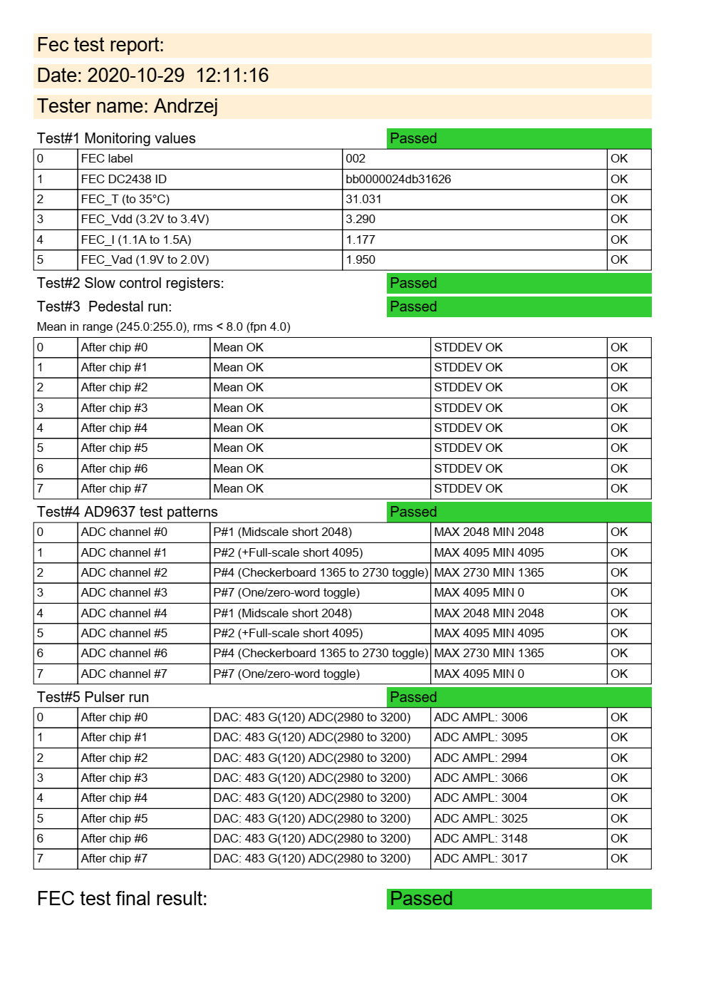 Fec test report:
Date: 2020-10-29  12:11:16
Tester name: Andrzej
Test#1 Monitoring values Passed
0 FEC label 002 OK
1 FEC DC2438 ID bb0000024db31626 OK
2 FEC_T (to 35°C) 31.031 OK
3 FEC_Vdd (3.2V to 3.4V) 3.290 OK
4 FEC_I (1.1A to 1.5A) 1.177 OK
5 FEC_Vad (1.9V to 2.0V) 1.950 OK
Test#2 Slow control registers: Passed
Test#3  Pedestal run: Passed
Mean in range (245.0:255.0), rms < 8.0 (fpn 4.0)
0 After chip #0 Mean OK STDDEV OK OK
1 After chip #1 Mean OK STDDEV OK OK
2 After chip #2 Mean OK STDDEV OK OK
3 After chip #3 Mean OK STDDEV OK OK
4 After chip #4 Mean OK STDDEV OK OK
5 After chip #5 Mean OK STDDEV OK OK
6 After chip #6 Mean OK STDDEV OK OK
7 After chip #7 Mean OK STDDEV OK OK
Test#4 AD9637 test patterns Passed
0 ADC channel #0 P#1 (Midscale short 2048) MAX 2048 MIN 2048 OK
1 ADC channel #1 P#2 (+Full-scale short 4095) MAX 4095 MIN 4095 OK
2 ADC channel #2 P#4 (Checkerboard 1365 to 2730 toggle) MAX 2730 MIN 1365 OK
3 ADC channel #3 P#7 (One/zero-word toggle) MAX 4095 MIN 0 OK
4 ADC channel #4 P#1 (Midscale short 2048) MAX 2048 MIN 2048 OK
5 ADC channel #5 P#2 (+Full-scale short 4095) MAX 4095 MIN 4095 OK
6 ADC channel #6 P#4 (Checkerboard 1365 to 2730 toggle) MAX 2730 MIN 1365 OK
7 ADC channel #7 P#7 (One/zero-word toggle) MAX 4095 MIN 0 OK
Test#5 Pulser run Passed
0 After chip #0 DAC: 483 G(120) ADC(2980 to 3200) ADC AMPL: 3006 OK
1 After chip #1 DAC: 483 G(120) ADC(2980 to 3200) ADC AMPL: 3095 OK
2 After chip #2 DAC: 483 G(120) ADC(2980 to 3200) ADC AMPL: 2994 OK
3 After chip #3 DAC: 483 G(120) ADC(2980 to 3200) ADC AMPL: 3066 OK
4 After chip #4 DAC: 483 G(120) ADC(2980 to 3200) ADC AMPL: 3004 OK
5 After chip #5 DAC: 483 G(120) ADC(2980 to 3200) ADC AMPL: 3025 OK
6 After chip #6 DAC: 483 G(120) ADC(2980 to 3200) ADC AMPL: 3148 OK
7 After chip #7 DAC: 483 G(120) ADC(2980 to 3200) ADC AMPL: 3017 OK
FEC test final result: Passed